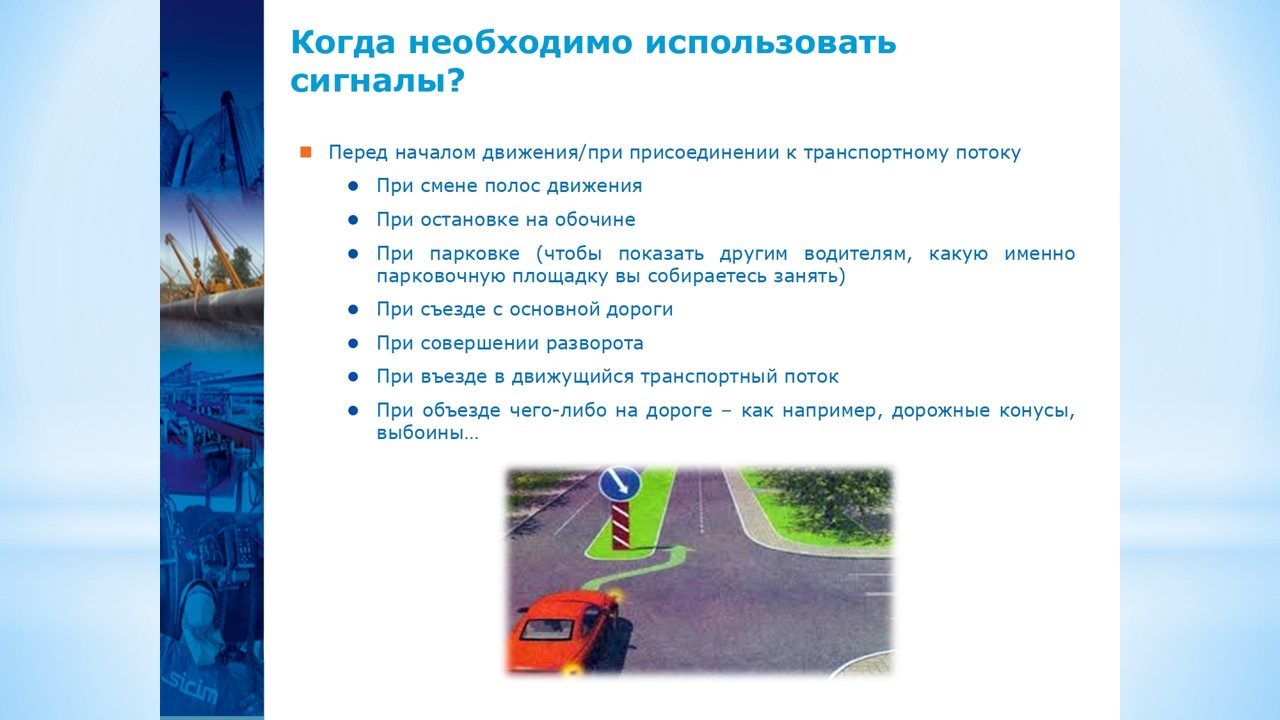 Когда необходимо использовать
сигналы?
Перед началом движения/при присоединении к транспортному потоку
При смене полос движения
При остановке на обочине
При парковке (чтобы показать другим водителям, какую именно
парковочную площадку вы собираетесь занять)
При съезде с основной дороги
При совершении разворота
При въезде в движущийся транспортный поток
При объезде чего-либо на дороге – как например, дорожные конусы,
выбоины…
sicim